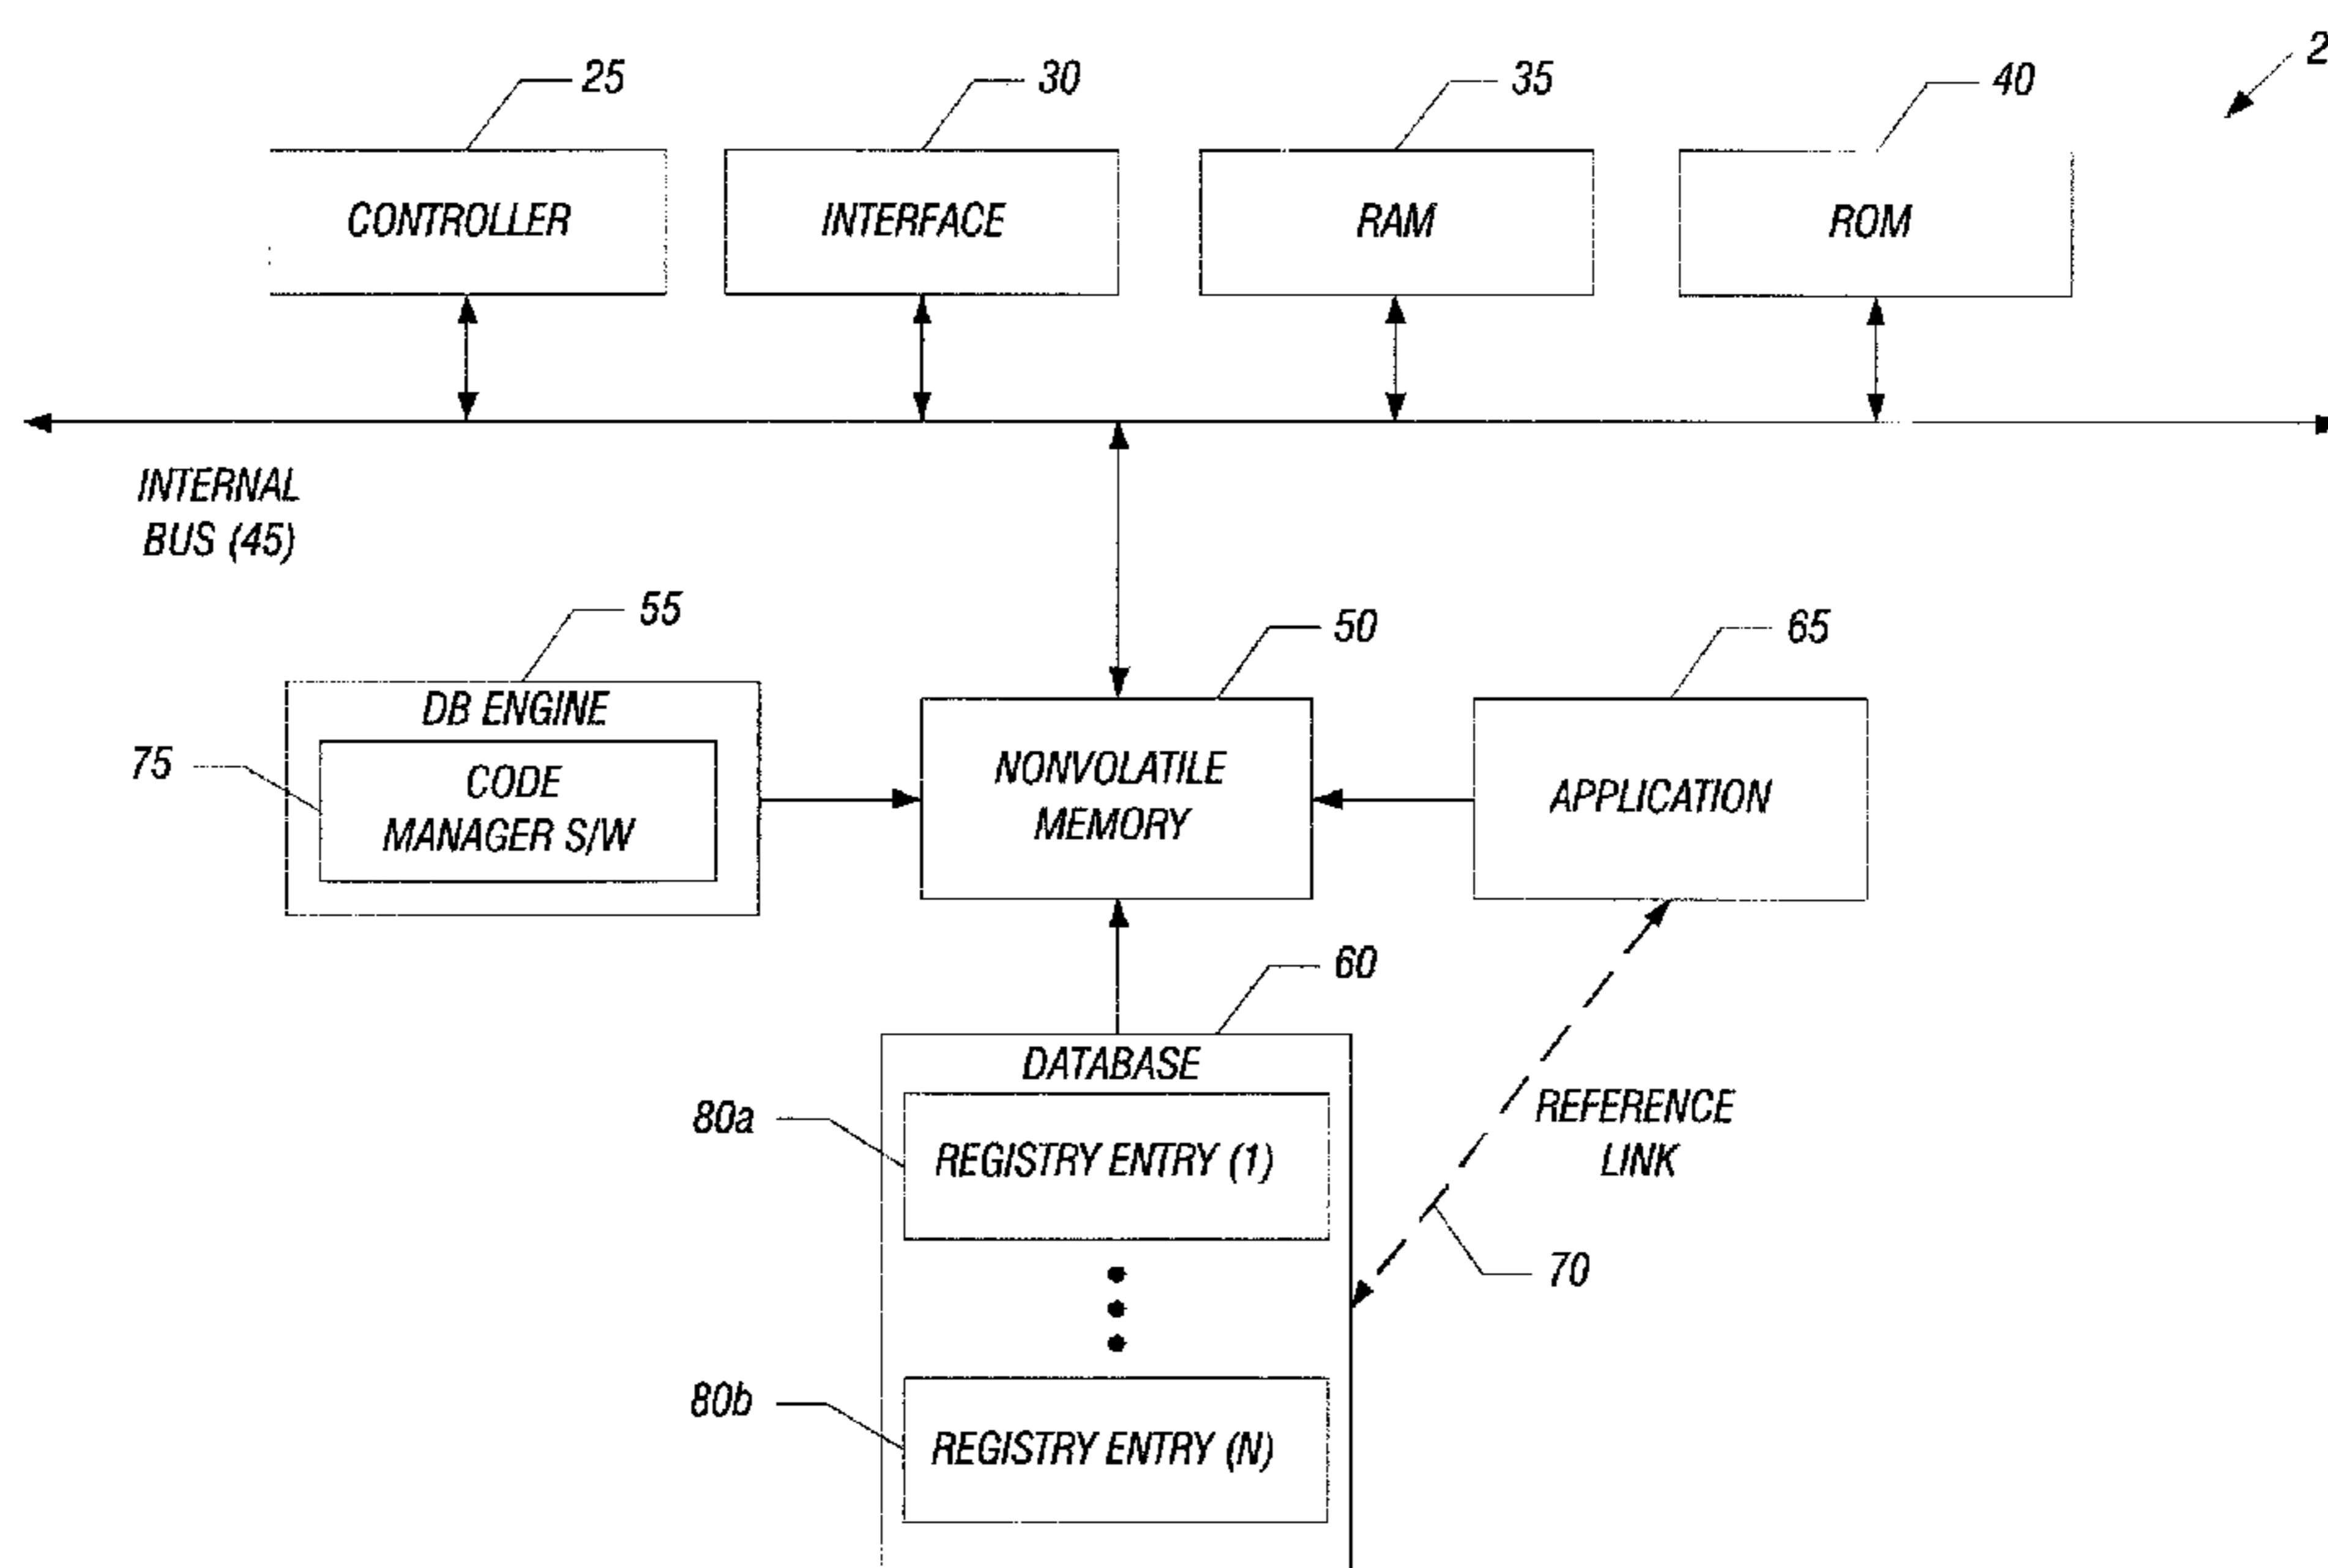 25
30
35
40
2
CONTROLLER
INTERFACE
RAM
ROM
INTERNAL
BUS (45)
55
50
65
DB ENGINE
75
CODE
MANAGER S/W
NONVOLATILE
MEMORY
APPLICATION
60
DATABASE
80a
REGISTRY ENTRY (1)
REFERENCE
LINK
70
80b
REGISTRY ENTRY (N)